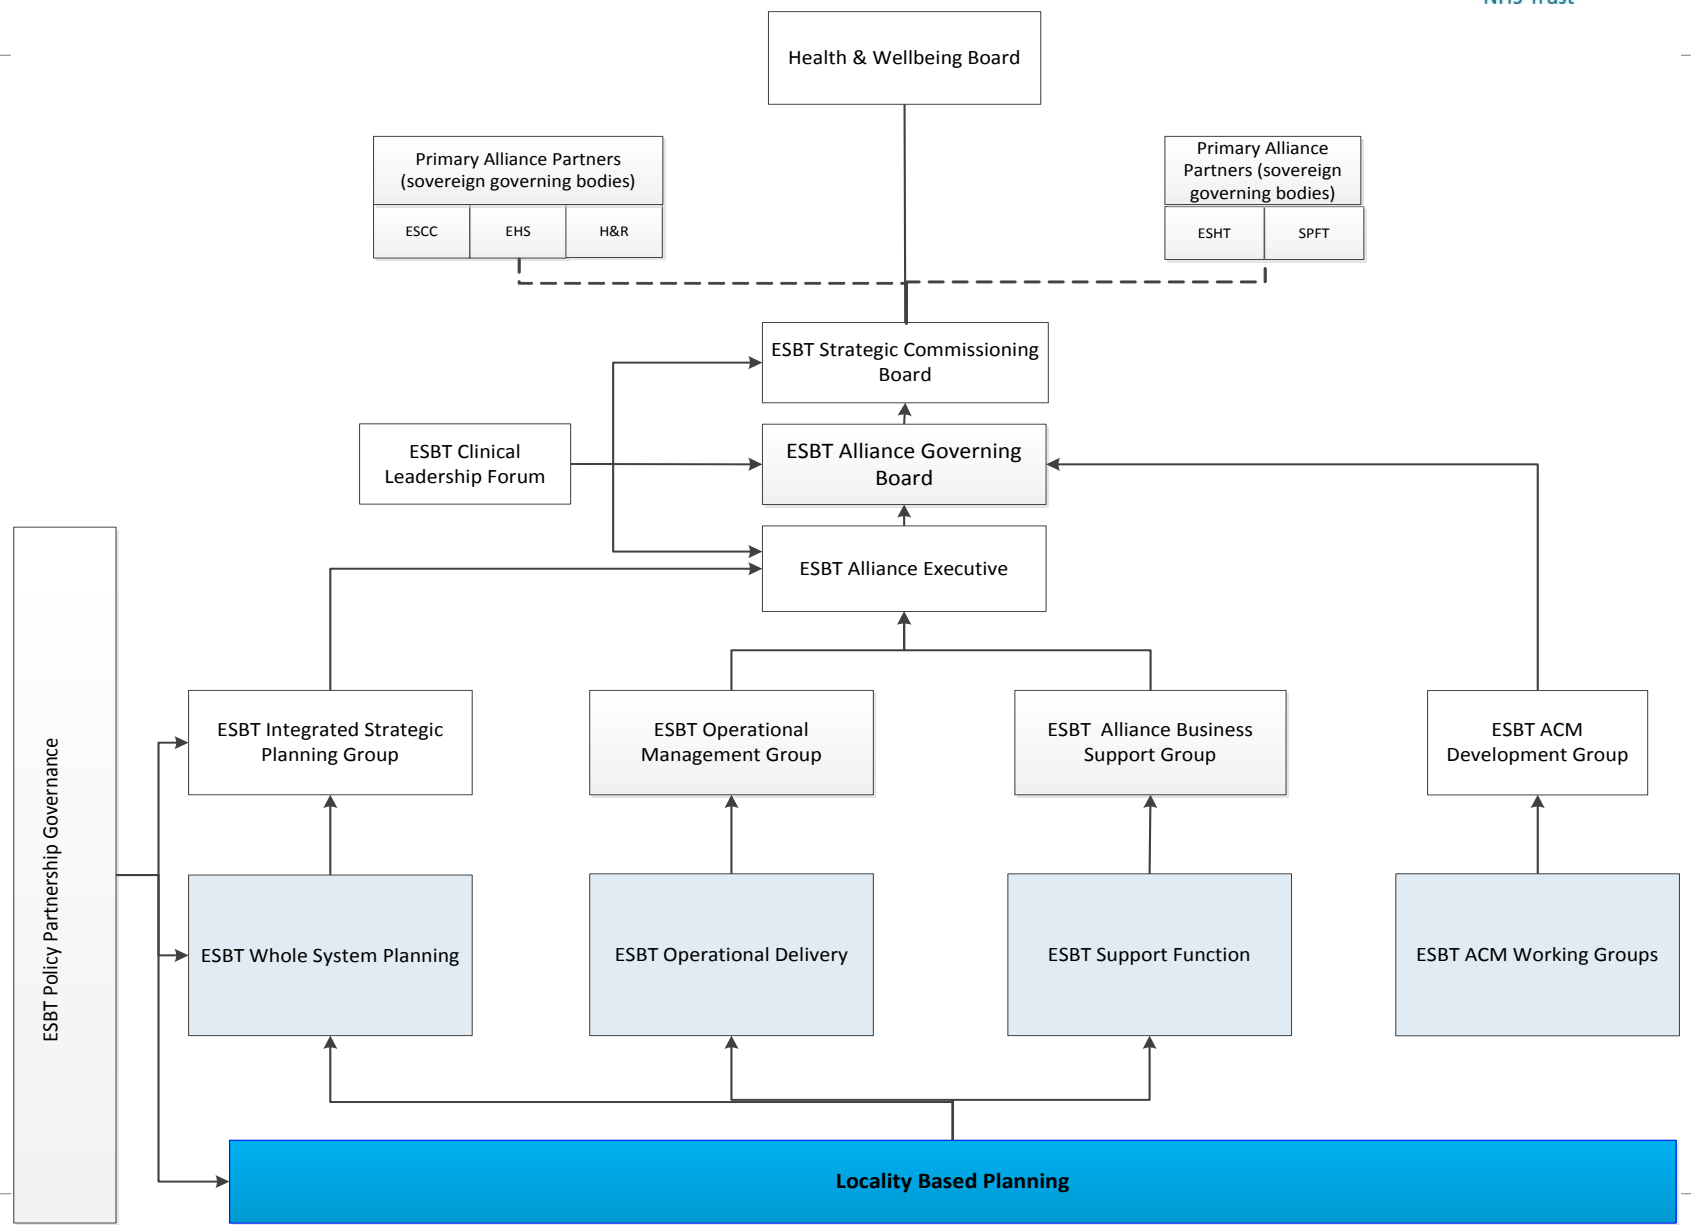 NHS Trust
Health & Wellbeing Board
Primary Alliance Partners
(sovereign governing bodies)
ESCC
EHS
H&R
Primary Alliance
Partners (sovereign
governing bodies)
ESHT
SPFT
ESBT Strategic Commissioning
Board
ESBT Clinical
Leadership Forum
ESBT Alliance Governing
Board
ESBT Alliance Executive
ESBT Policy Partnership Governance
ESBT Integrated Strategic
Planning Group
ESBT Operational
Management Group
ESBT Alliance Business
Support Group
ESBT ACM
Development Group
ESBT Whole System Planning
ESBT Operational Delivery
ESBT Support Function
ESBT ACM Working Groups
Locality Based Planning